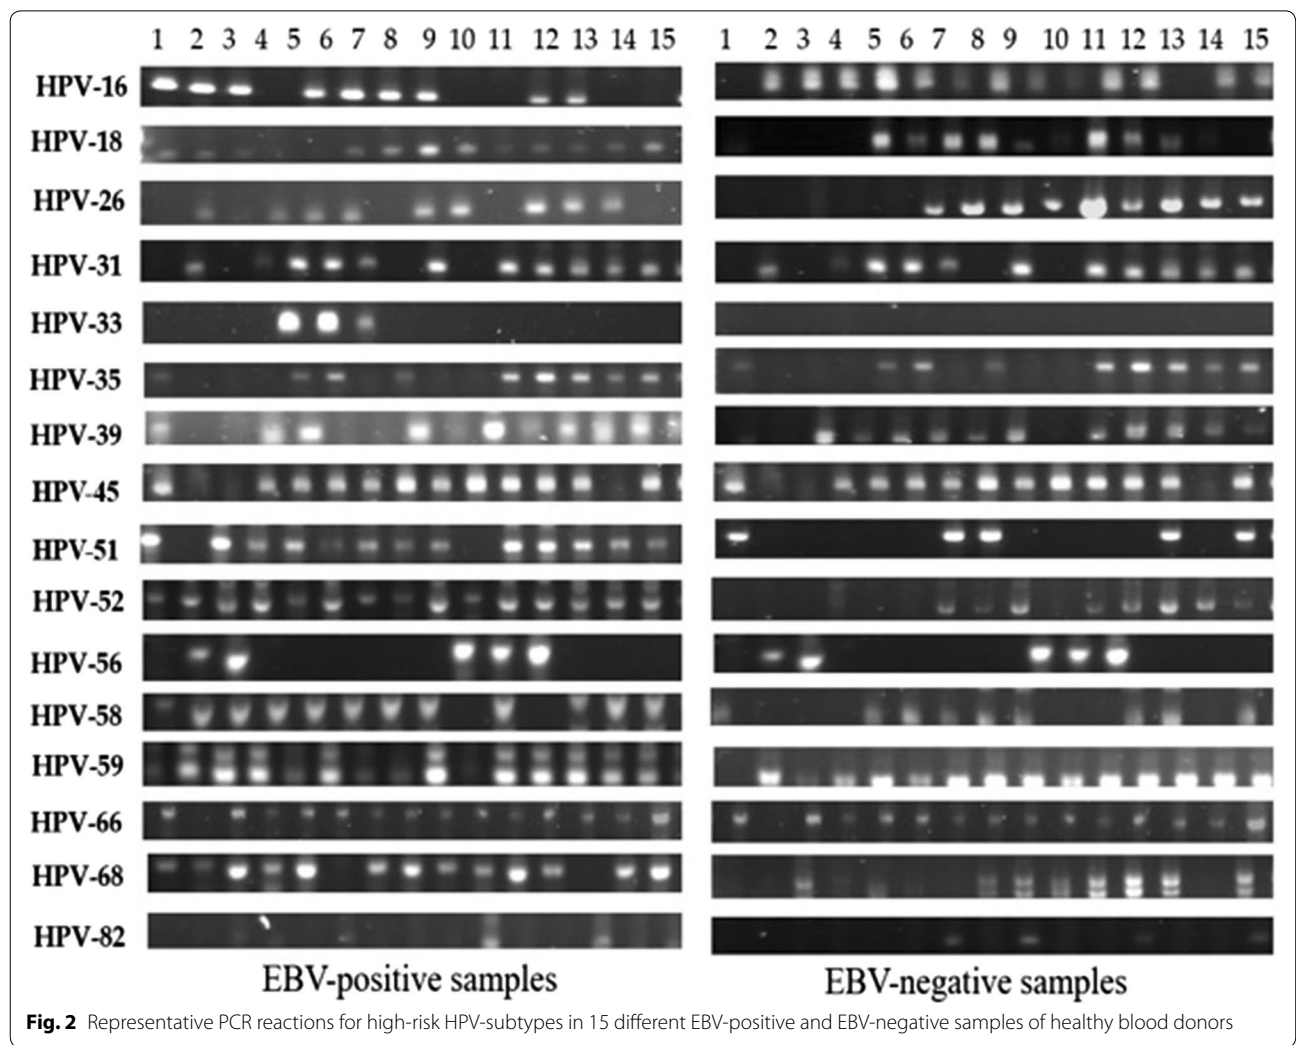 1 2 3 4 5 6 7 8 9 10 11 12 13 14 15 1 2 3 4 5 6 7 8 9 10 11 12 13 14 15
HPV-16
HPV-18
HPV-26
HPV-31
HPV-33
HPV-35
HPV-39
HPV-45
HPV-51
HPV-52
HPV-56
HPV-58
HPV-59
HPV-66
HPV-68
HPV-82
EBV-positive samples EBV-negative samples
Fig. 2 Representative PCR reactions for high-risk HPV-subtypes in 15 different EBV-positive and EBV-negative samples of healthy blood donors